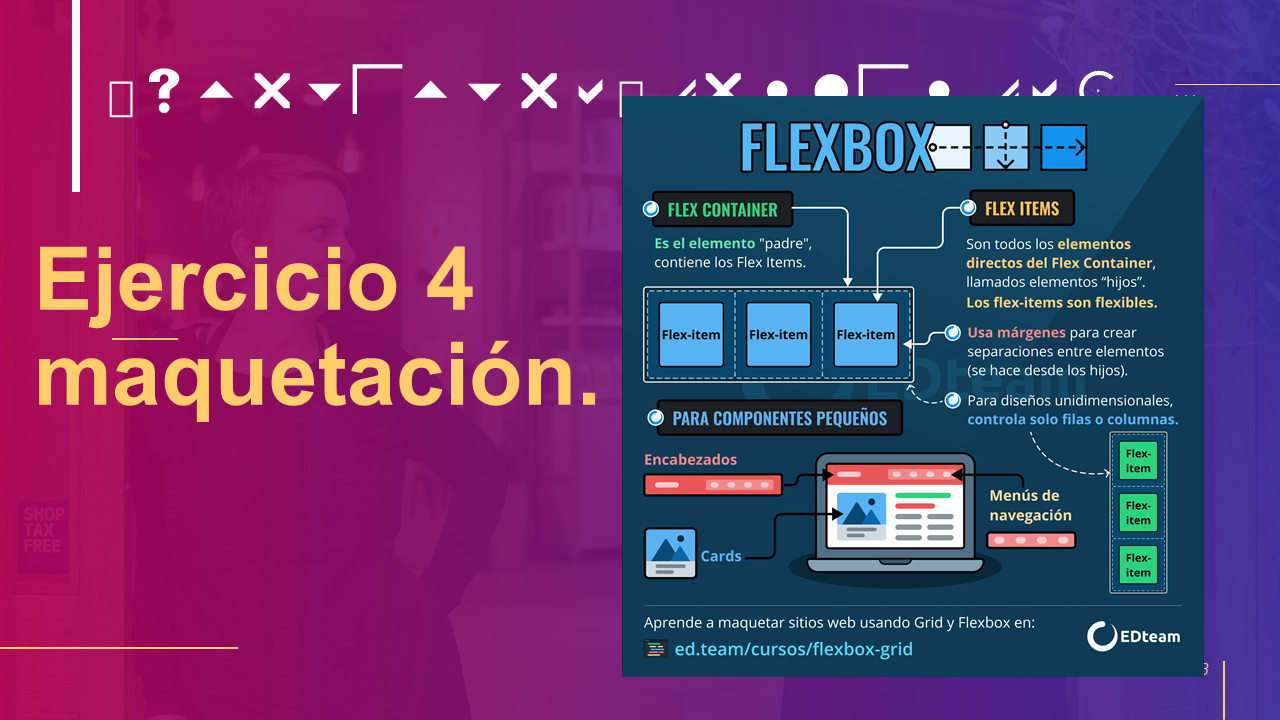 Ejercicio 4
maquetación.
FLEXBOX
FLEX CONTAINER
Es el elemento "padre",
contiene los Flex Items.
FLEX ITEMS
Son todos los elementos
directos del Flex Container,
llamados elementos “hijos”.
Los flex-items son flexibles.
Flex-item
Flex-item
Flex-item
Usa márgenes para crear
separaciones entre elementos
(se hace desde los hijos).
Para diseños unidimensionales,
controla solo filas o columnas.
EDteam
PARA COMPONENTES PEQUEÑOS
Encabezados
Cards
Menús de
navegación
Flex-
item
Flex-
item
Flex-
item
Aprende a maquetar sitios web usando Grid y Flexbox en:
ed.team/cursos/flexbox-grid
EDteam
SHOP
TAX
FREE
3